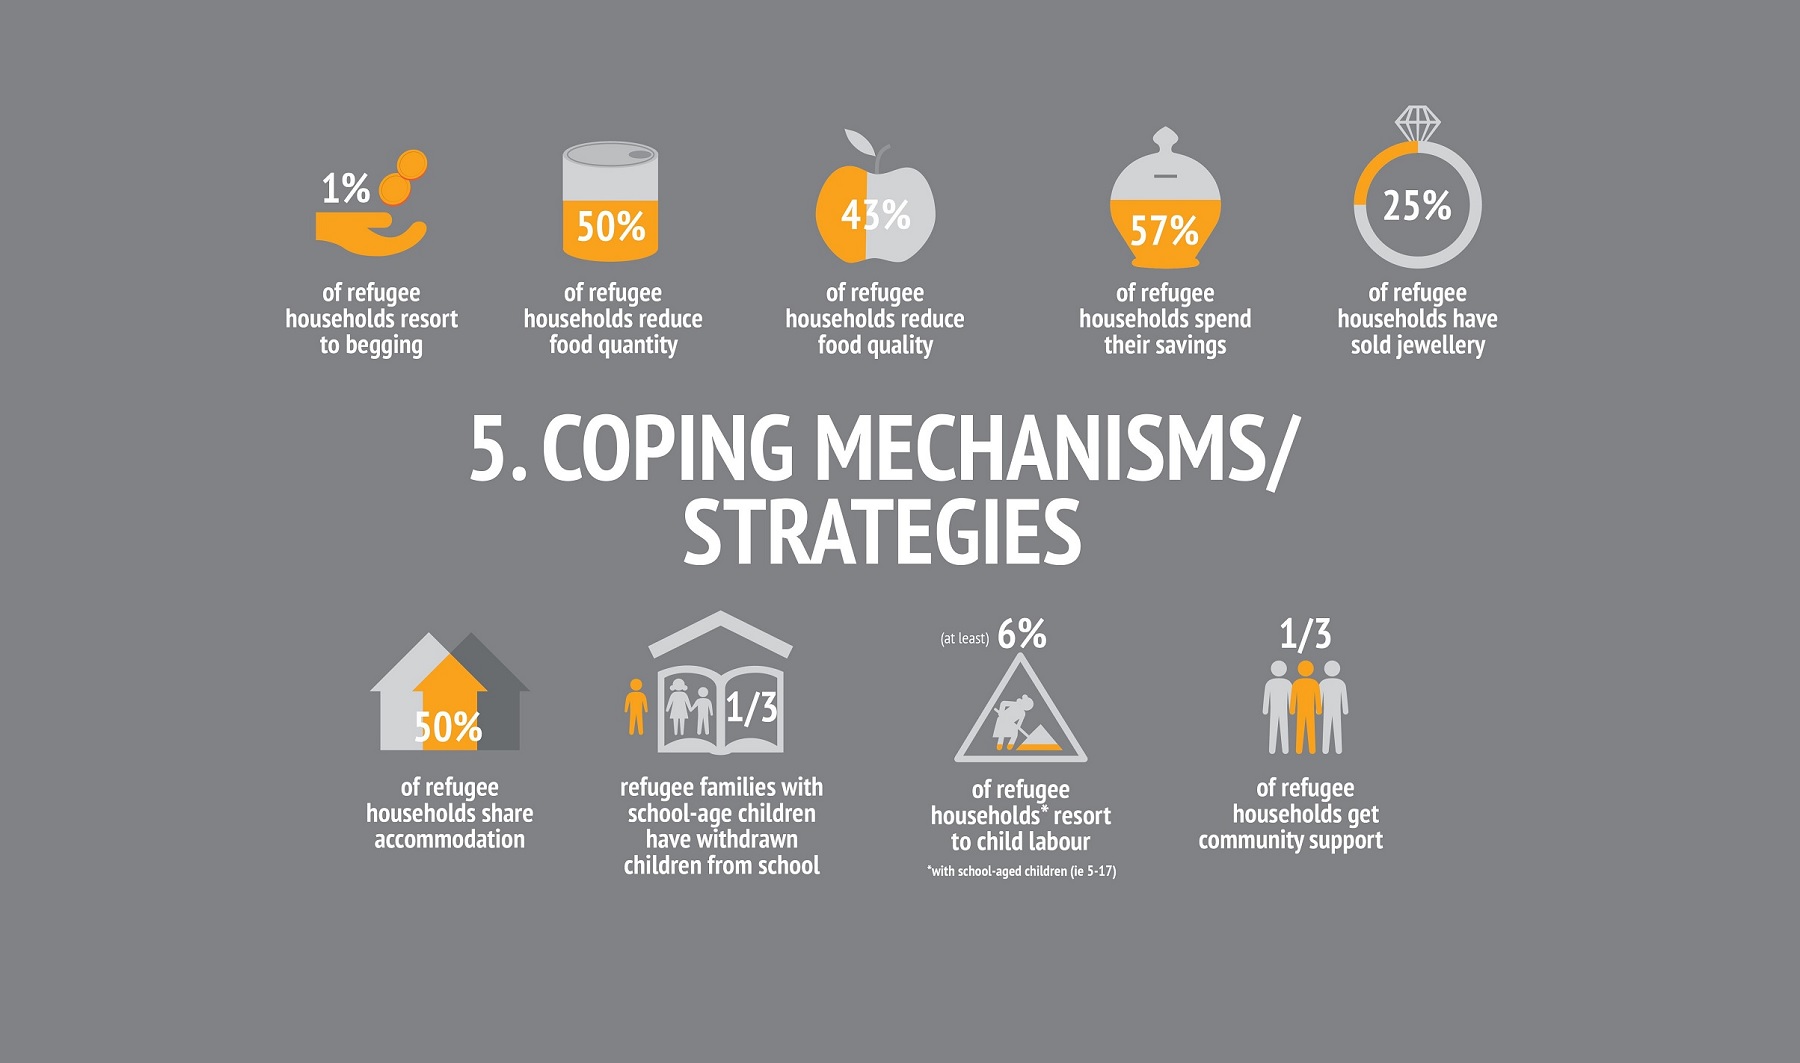 1%
of refugee
households resort
to begging
50%
of refugee
households reduce
food quantity
43%
of refugee
households reduce
food quality
57%
of refugee
households spend
their savings
25%
of refugee
households have
sold jewellery
5. COPING MECHANISMS/
STRATEGIES
50%
of refugee
households share
accommodation
1/3
refugee families with
school-age children
have withdrawn
children from school
(at least) 6%
of refugee
households* resort
to child labour
*with school-aged children (ie 5-17)
1/3
of refugee
households get
community support